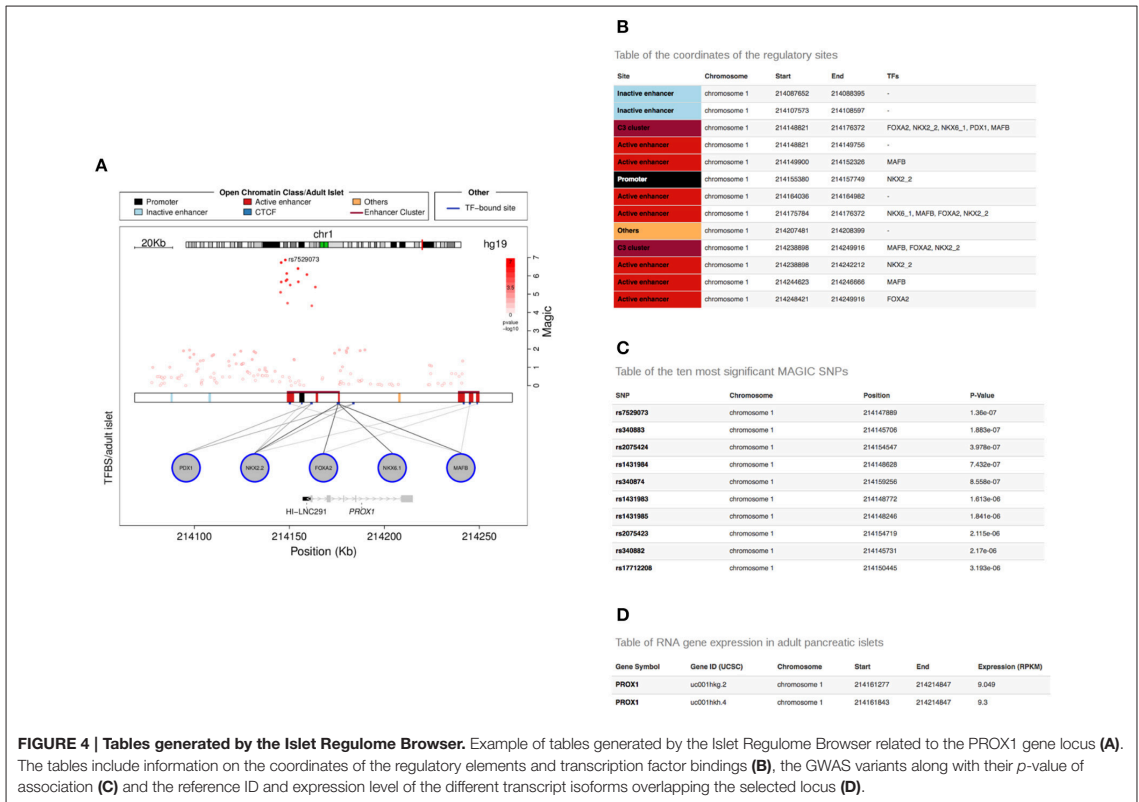 A
Open Chromatin Class/Adult Islet
Other
Promoter
Active enhancer
Others
TF−bound site
Inactive enhancer
CTCF
Enhancer Cluster
chr1
20Kb
hg19
rs7529073
7
6
5
4
3
2
1
0
Magic
3.5
0
pvalue
−log10
TFBS/adult islet
PDX1
NKX2.2
FOXA2
NKX6.1
MAFB
HI−LNC291
PROX1
214100 214150 214200 214250
Position (Kb)
B
Table of the coordinates of the regulatory sites
Site Chromosome Start End TFs
Inactive enhancer chromosome 1 214087652 214088395 -
Inactive enhancer chromosome 1 214107573 214108597 -
C3 cluster chromosome 1 214148821 214176372 FOXA2, NKX2_2, NKX6_1, PDX1, MAFB
Active enhancer chromosome 1 214148821 214149756 -
Active enhancer chromosome 1 214149900 214152326 MAFB
Promoter chromosome 1 214155380 214157749 NKX2_2
Active enhancer chromosome 1 214164036 214164982 -
Active enhancer chromosome 1 214175784 214176372 NKX6_1, MAFB, FOXA2, NKX2_2
Others chromosome 1 214207481 214208399 -
C3 cluster chromosome 1 214238898 214249916 MAFB, FOXA2, NKX2_2
Active enhancer chromosome 1 214238898 214242212 NKX2_2
Active enhancer chromosome 1 214244623 214246666 MAFB
Active enhancer chromosome 1 214248421 214249916 FOXA2
C
Table of the ten most significant MAGIC SNPs
SNP Chromosome Position P-Value
rs7529073 chromosome 1 214147889 1.36e-07
rs340883 chromosome 1 214145706 1.883e-07
rs2075424 chromosome 1 214154547 3.978e-07
rs1431984 chromosome 1 214148628 7.432e-07
rs340874 chromosome 1 214159256 8.558e-07
rs1431983 chromosome 1 214148772 1.613e-06
rs1431985 chromosome 1 214148246 1.841e-06
rs2075423 chromosome 1 214154719 2.115e-06
rs340882 chromosome 1 214145731 2.17e-06
rs17712208 chromosome 1 214150445 3.193e-06
D
Table of RNA gene expression in adult pancreatic islets
Gene Symbol Gene ID (UCSC) Chromosome Start End Expression (RPKM)
PROX1 uc001hkg.2 chromosome 1 214161277 214214847 9.049
PROX1 uc001hkh.4 chromosome 1 214161843 214214847 9.3
FIGURE 4 | Tables generated by the Islet Regulome Browser. Example of tables generated by the Islet Regulome Browser related to the PROX1 gene locus (A).
The tables include information on the coordinates of the regulatory elements and transcription factor bindings (B), the GWAS variants along with their p-value of
association (C) and the reference ID and expression level of the different transcript isoforms overlapping the selected locus (D).